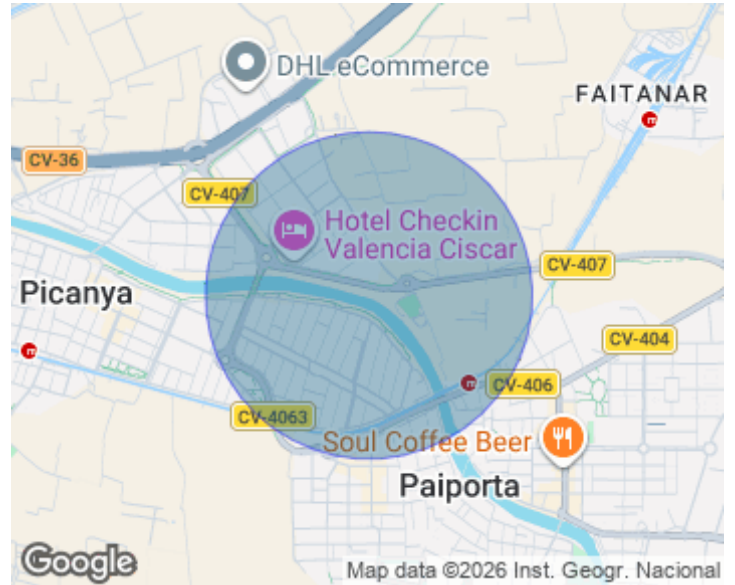 DHL eCommerce
FAITANAR
CV-36
CV-407
Hotel Checkin
Valencia Ciscar
CV-407
Picanya
CV-404
CV-406
CV-4063
Soul Coffee Beer
Paiporta
Google
Map data ©2026 Inst. Geogr. Nacional